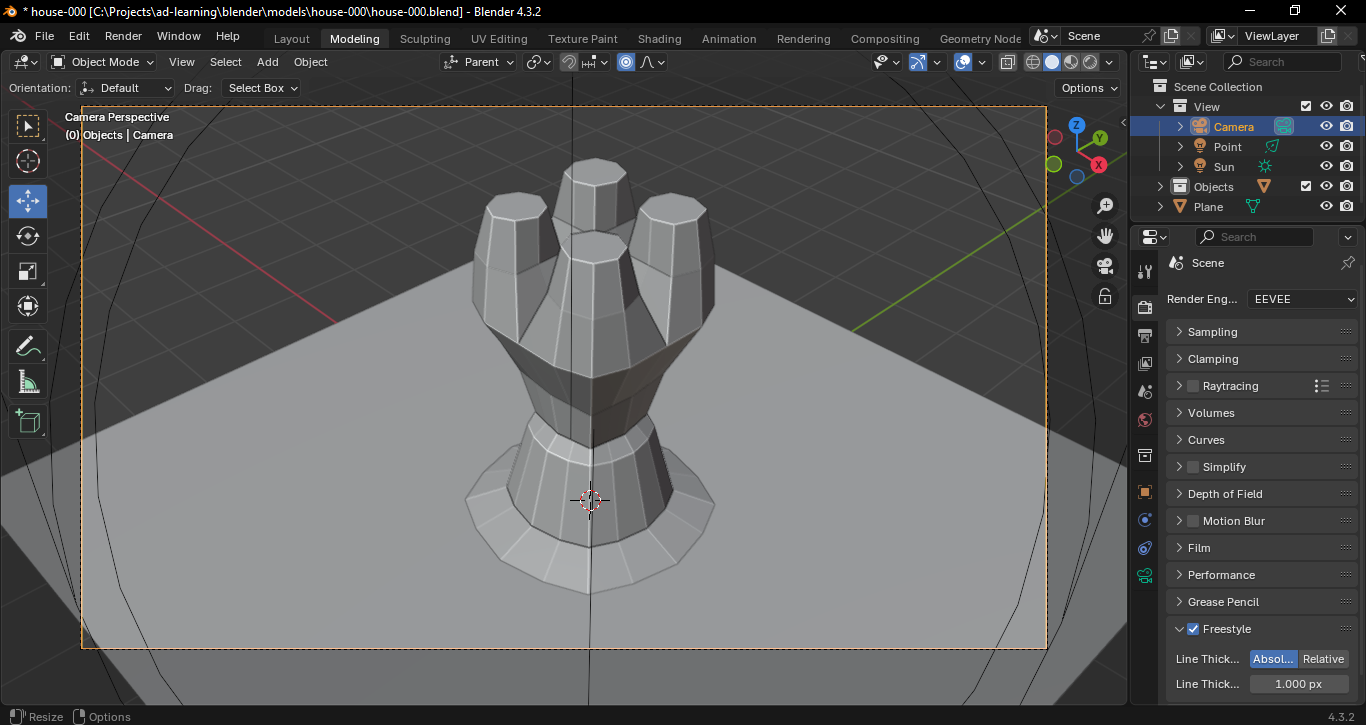 * house-000 [C:\Projects\ad-learning\blender\models\house-000\house-000.blend] - Blender 4.3.2
File Edit Render Window Help Layout Modeling Sculpting UV Editing Texture Paint Shading Animation Rendering Compositing Geometry Node Scene ViewLayer
Object Mode View Select Add Object Parent Search
Orientation: Default Drag: Select Box Options
Scene Collection
View
Camera Perspective
(0) Objects | Camera
Camera
Point
Sun
Objects
Plane
Z
Y
X
Search
Scene
Render Eng... EEVEE
Sampling
Clamping
Raytracing
Volumes
Curves
Simplify
Depth of Field
Motion Blur
Film
Performance
Grease Pencil
Freestyle
Line Thick... Absol... Relative
Line Thick... 1.000 px
Resize Options 4.3.2